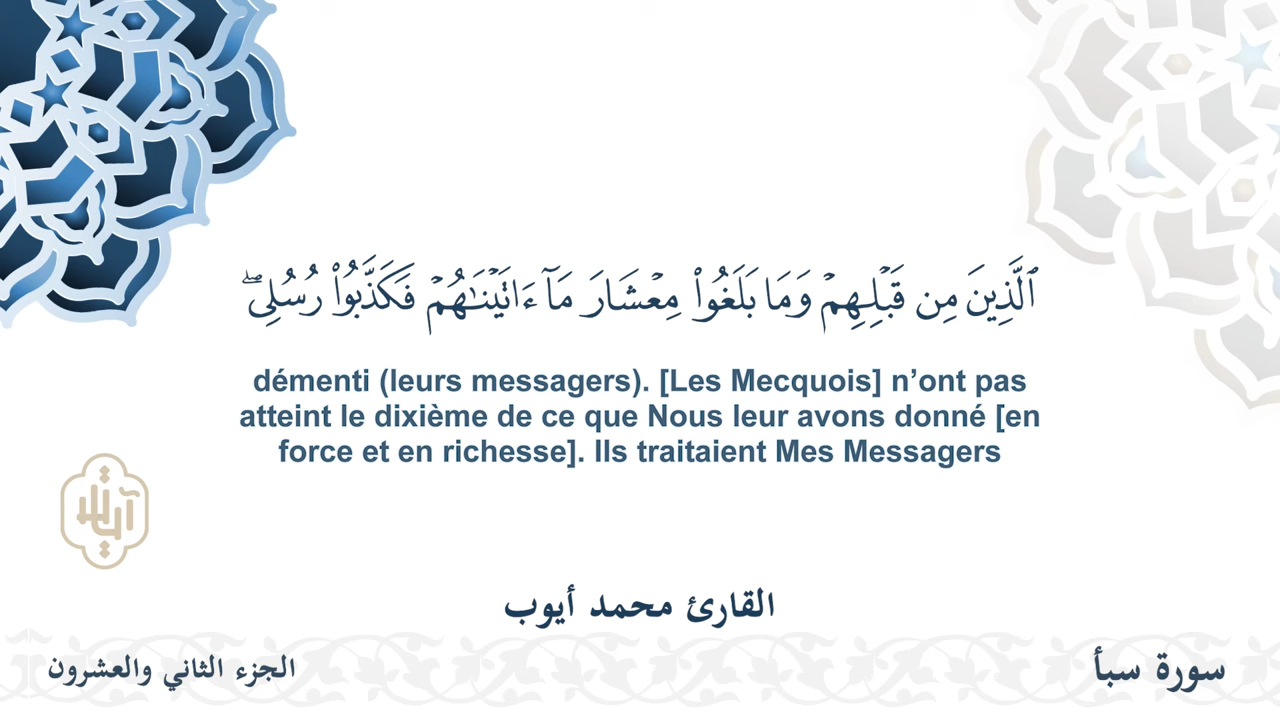 ٱلَّذِينَ مِن قَبْلِهِمْ وَمَا بَلَغُوا۟ مِعْشَارَ مَآ ءَاتَيْنَـٰهُمْ فَكَذَّبُوا۟ رُسُلِى ۖ
démenti (leurs messagers). [Les Mecquois] n’ont pas
atteint le dixième de ce que Nous leur avons donné [en
force et en richesse]. Ils traitaient Mes Messagers
آيات
القارئ محمد أيوب
سورة سبأ
الجزء الثاني والعشرون